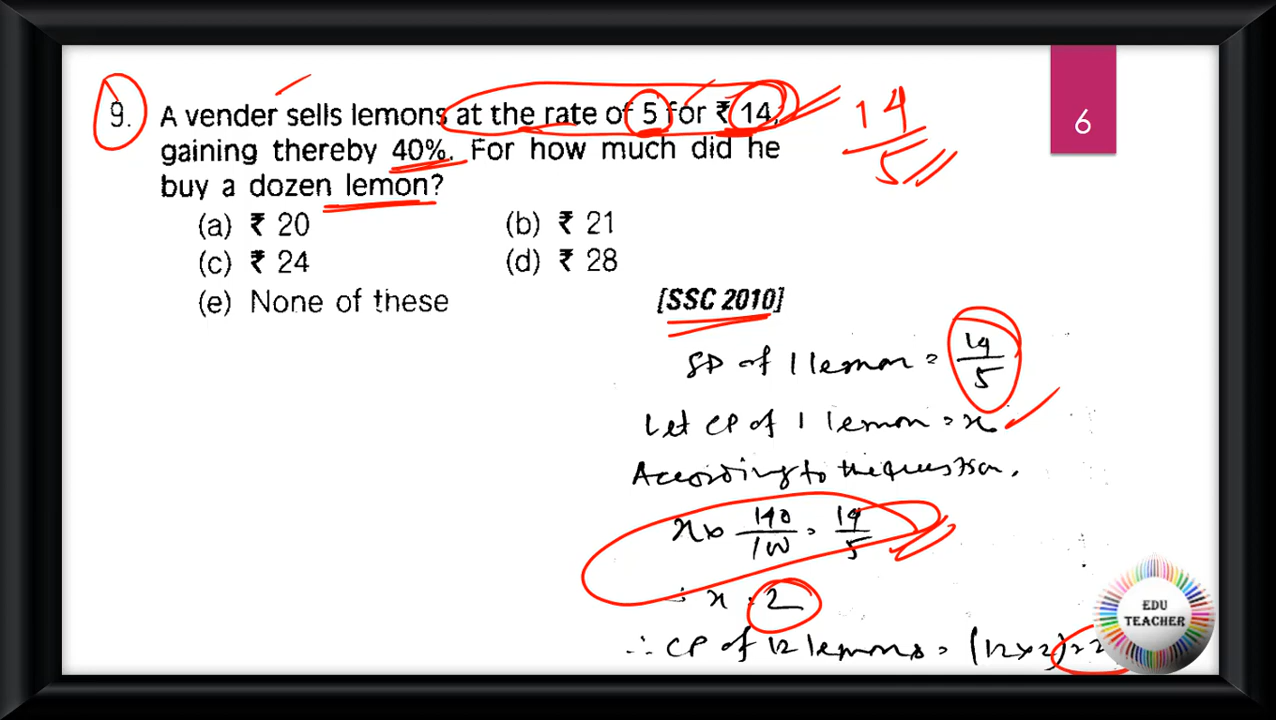 6
9. A vender sells lemons at the rate of 5 for ₹ 14,
gaining thereby 40%. For how much did he
buy a dozen lemon?
14
5
(a) ₹ 20 (b) ₹ 21
(c) ₹ 24 (d) ₹ 28
(e) None of these
[SSC 2010]
SP of 1 lemon = 14/5
Let CP of 1 lemon = x
According to the question,
x × 140/100 = 14/5
∴ x = 2
∴ CP of 12 lemons = (12×2) = 2
EDU
TEACHER